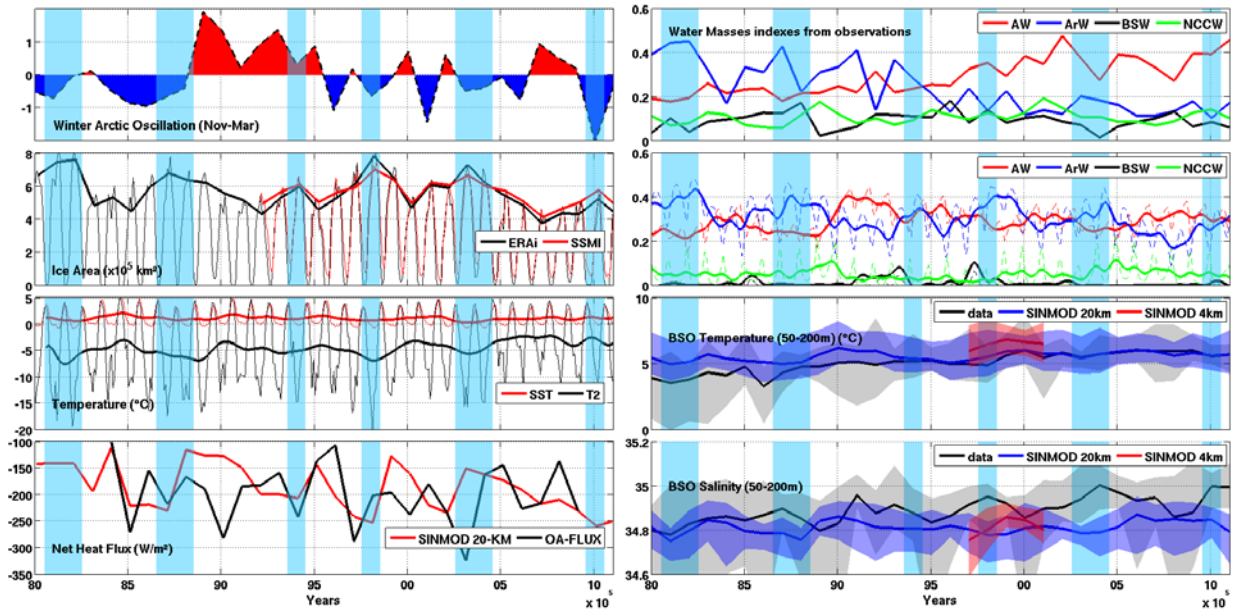 1
0
-1
Winter Arctic Oscillation (Nov-Mar)
8
6
4
2
0
ERAi SSMI
Ice Area (x10⁵ km²)
5
0
-5
-10
-15
-20
SST T2
Temperature (°C)
-100
-150
-200
-250
-300
-350
SINMOD 20-KM OA-FLUX
Net Heat Flux (W/m²)
80 85 90 95 00 05 10
Years
x 10⁵
0.6
0.4
0.2
0
AW ArW BSW NCCW
Water Masses indexes from observations
0.6
0.4
0.2
0
AW ArW BSW NCCW
10
5
0
data SINMOD 20km SINMOD 4km
BSO Temperature (50-200m) (°C)
35.2
35
34.8
34.6
data SINMOD 20km SINMOD 4km
BSO Salinity (50-200m)
80 85 90 95 00 05 10
Years
x 10⁵